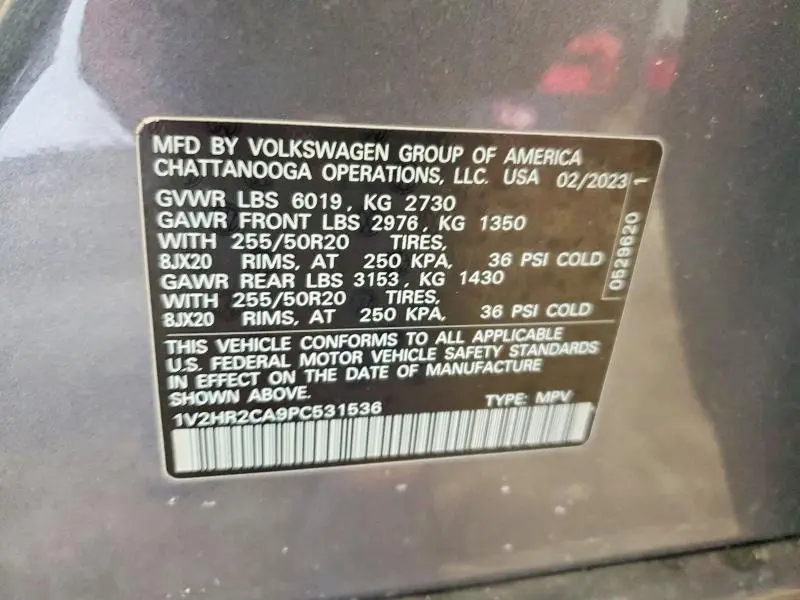 MFD BY VOLKSWAGEN GROUP OF AMERICA
CHATTANOOGA OPERATIONS, LLC. USA 02/2023 1
GVWR LBS 6019, KG 2730
GAWR FRONT LBS 2976, KG 1350
WITH 255/50R20 TIRES,
8JX20 RIMS, AT 250 KPA, 36 PSI COLD
GAWR REAR LBS 3153, KG 1430
WITH 255/50R20 TIRES,
8JX20 RIMS, AT 250 KPA, 36 PSI COLD
0529620
THIS VEHICLE CONFORMS TO ALL APPLICABLE
U.S. FEDERAL MOTOR VEHICLE SAFETY STANDARDS
IN EFFECT ON THE DATE OF MANUFACTURE
SHOWN ABOVE.
1V2HR2CA9PC531536 TYPE: MPV